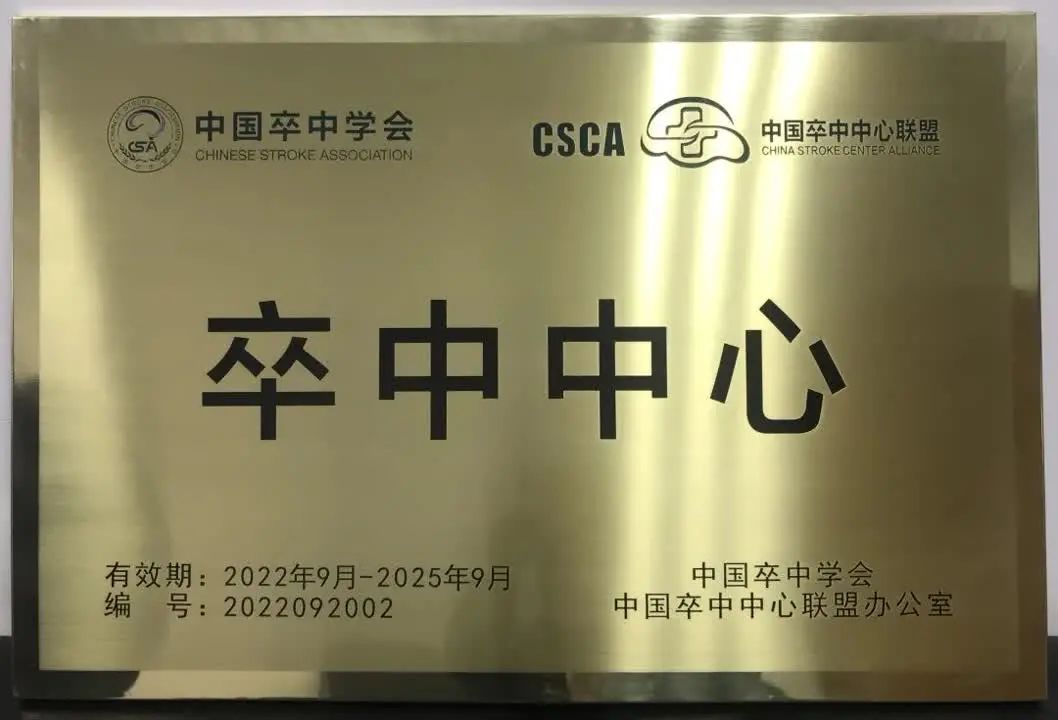 中国卒中学会
CHINESE STROKE ASSOCIATION
CSA
CSCA
中国卒中中心联盟
CHINA STROKE CENTER ALLIANCE
卒中中心
有效期：2022年9月-2025年9月
编 号：2022092002
中国卒中学会
中国卒中中心联盟办公室